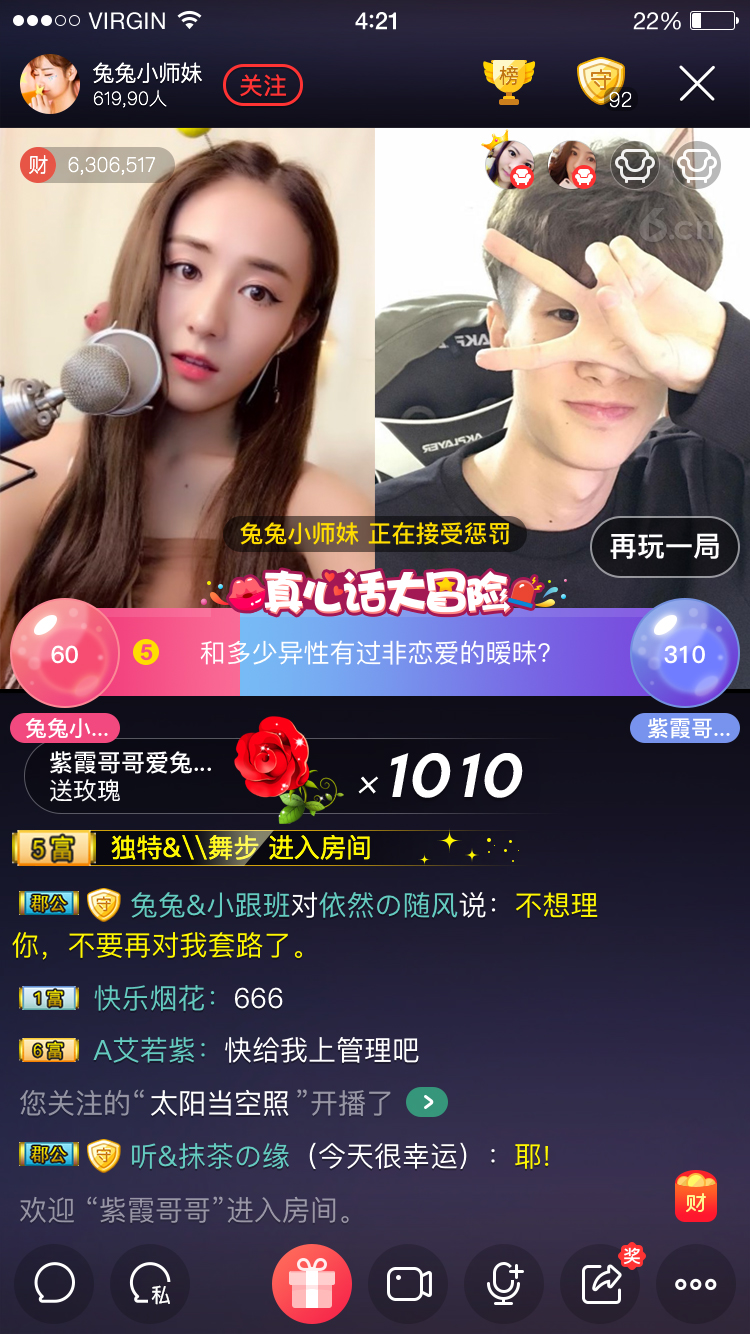 VIRGIN 4:21 22%
兔兔小师妹
619,90人
关注
榜
守
92
财 6,306,517
6.cn
AKPLAYER
兔兔小师妹 正在接受惩罚
再玩一局
真心话大冒险
60
5 和多少异性有过非恋爱的暧昧?
310
兔兔小...
紫霞哥...
紫霞哥哥爱兔...
送玫瑰
×1010
5富 独特&\\舞步 进入房间
郡公 守 兔兔&小跟班对依然の随风说：不想理
你，不要再对我套路了。
1富 快乐烟花：666
6富 A艾若紫：快给我上管理吧
您关注的“太阳当空照”开播了
郡公 守 听&抹茶の缘（今天很幸运）：耶!
欢迎 “紫霞哥哥”进入房间。
财
私
奖